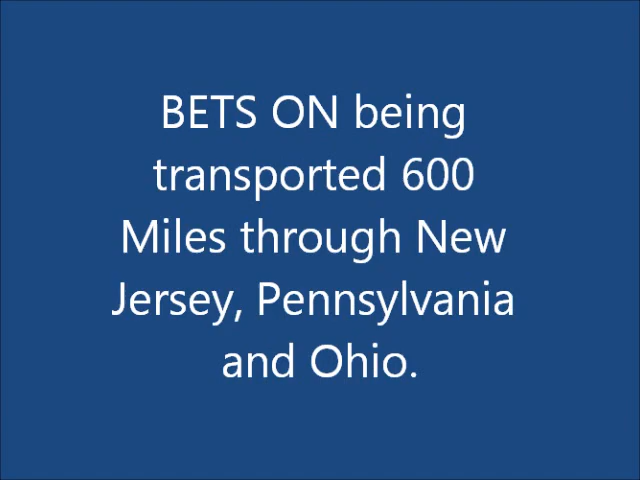 BETS ON being
transported 600
Miles through New
Jersey, Pennsylvania
and Ohio.